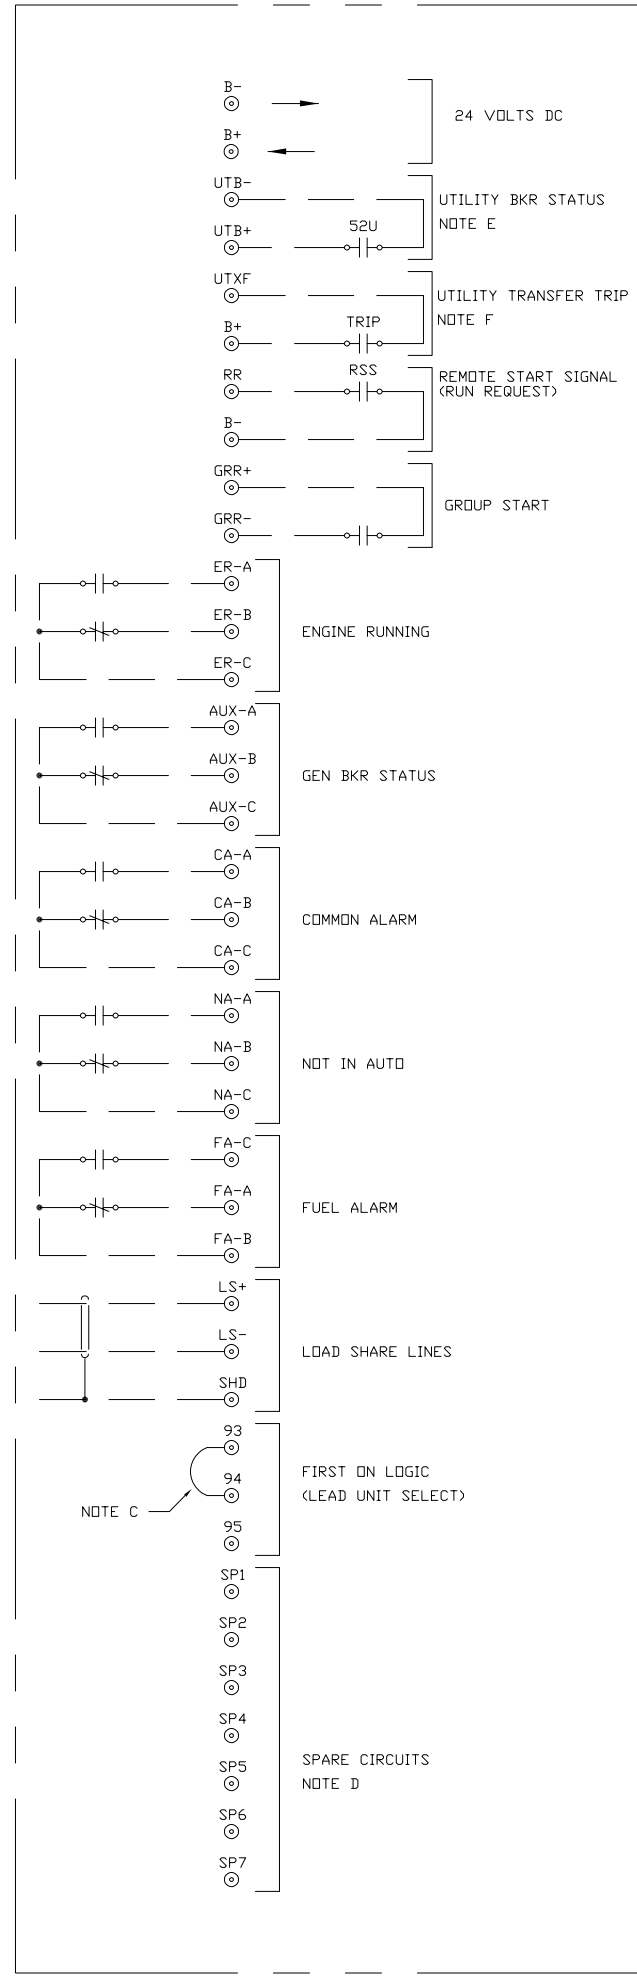 B-
B+
24 VOLTS DC
UTB-
UTB+
52U
UTILITY BKR STATUS
NOTE E
UTXF
B+
TRIP
UTILITY TRANSFER TRIP
NOTE F
RR
RSS
B-
REMOTE START SIGNAL
(RUN REQUEST)
GRR+
GRR-
GROUP START
ER-A
ER-B
ER-C
ENGINE RUNNING
AUX-A
AUX-B
AUX-C
GEN BKR STATUS
CA-A
CA-B
CA-C
COMMON ALARM
NA-A
NA-B
NA-C
NOT IN AUTO
FA-C
FA-A
FA-B
FUEL ALARM
LS+
LS-
SHD
LOAD SHARE LINES
93
94
95
NOTE C
FIRST ON LOGIC
(LEAD UNIT SELECT)
SP1
SP2
SP3
SP4
SP5
SP6
SP7
SPARE CIRCUITS
NOTE D